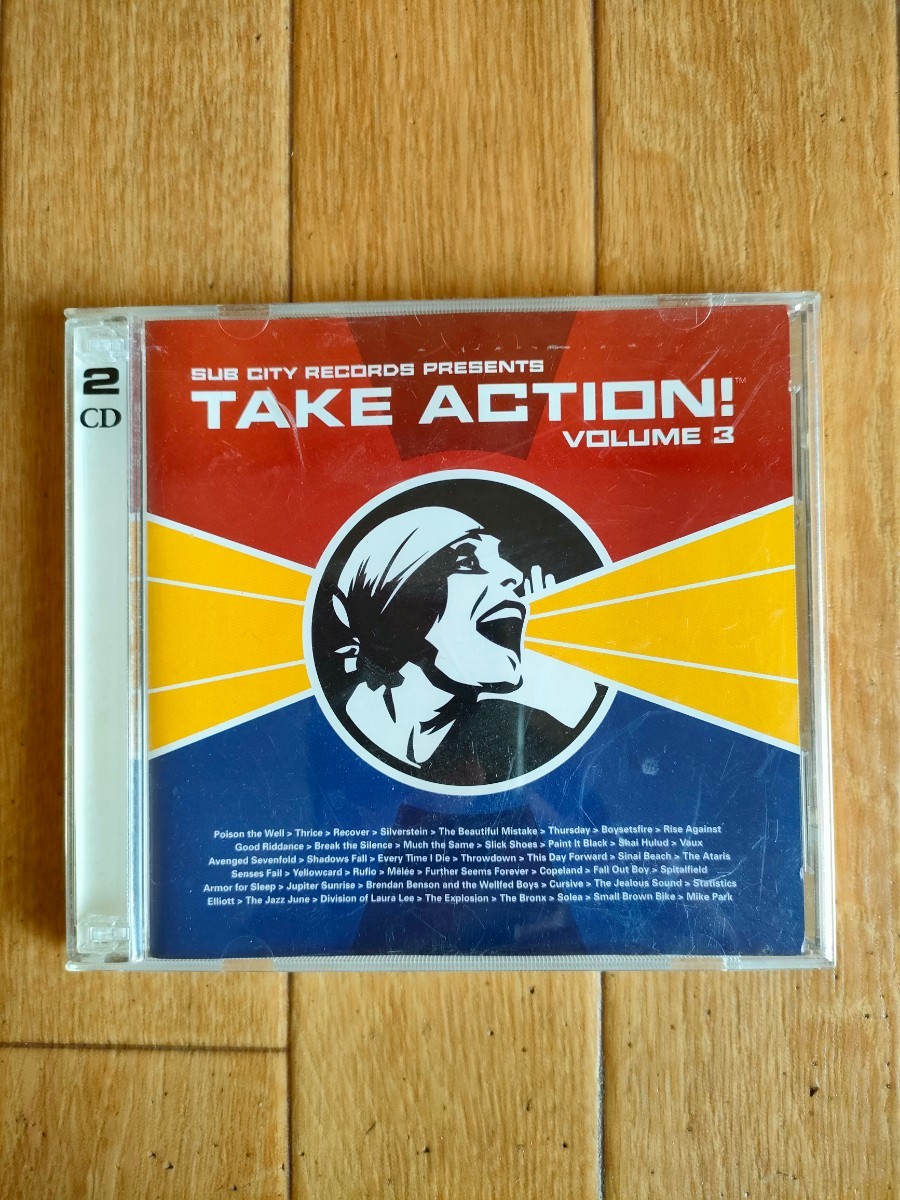 2
CD
SUB CITY RECORDS PRESENTS
TAKE ACTION!™
VOLUME 3
Poison the Well > Thrice > Recover > Silverstein > The Beautiful Mistake > Thursday > Boysetsfire > Rise Against
Good Riddance > Break the Silence > Much the Same > Slick Shoes > Paint It Black > Shai Hulud > Vaux
Avenged Sevenfold > Shadows Fall > Every Time I Die > Throwdown > This Day Forward > Sinai Beach > The Ataris
Senses Fail > Yellowcard > Rufio > Mêlée > Further Seems Forever > Copeland > Fall Out Boy > Spitalfield
Armor for Sleep > Jupiter Sunrise > Brendan Benson and the Wellfed Boys > Cursive > The Jealous Sound > Statistics
Elliott > The Jazz June > Division of Laura Lee > The Explosion > The Bronx > Solea > Small Brown Bike > Mike Park